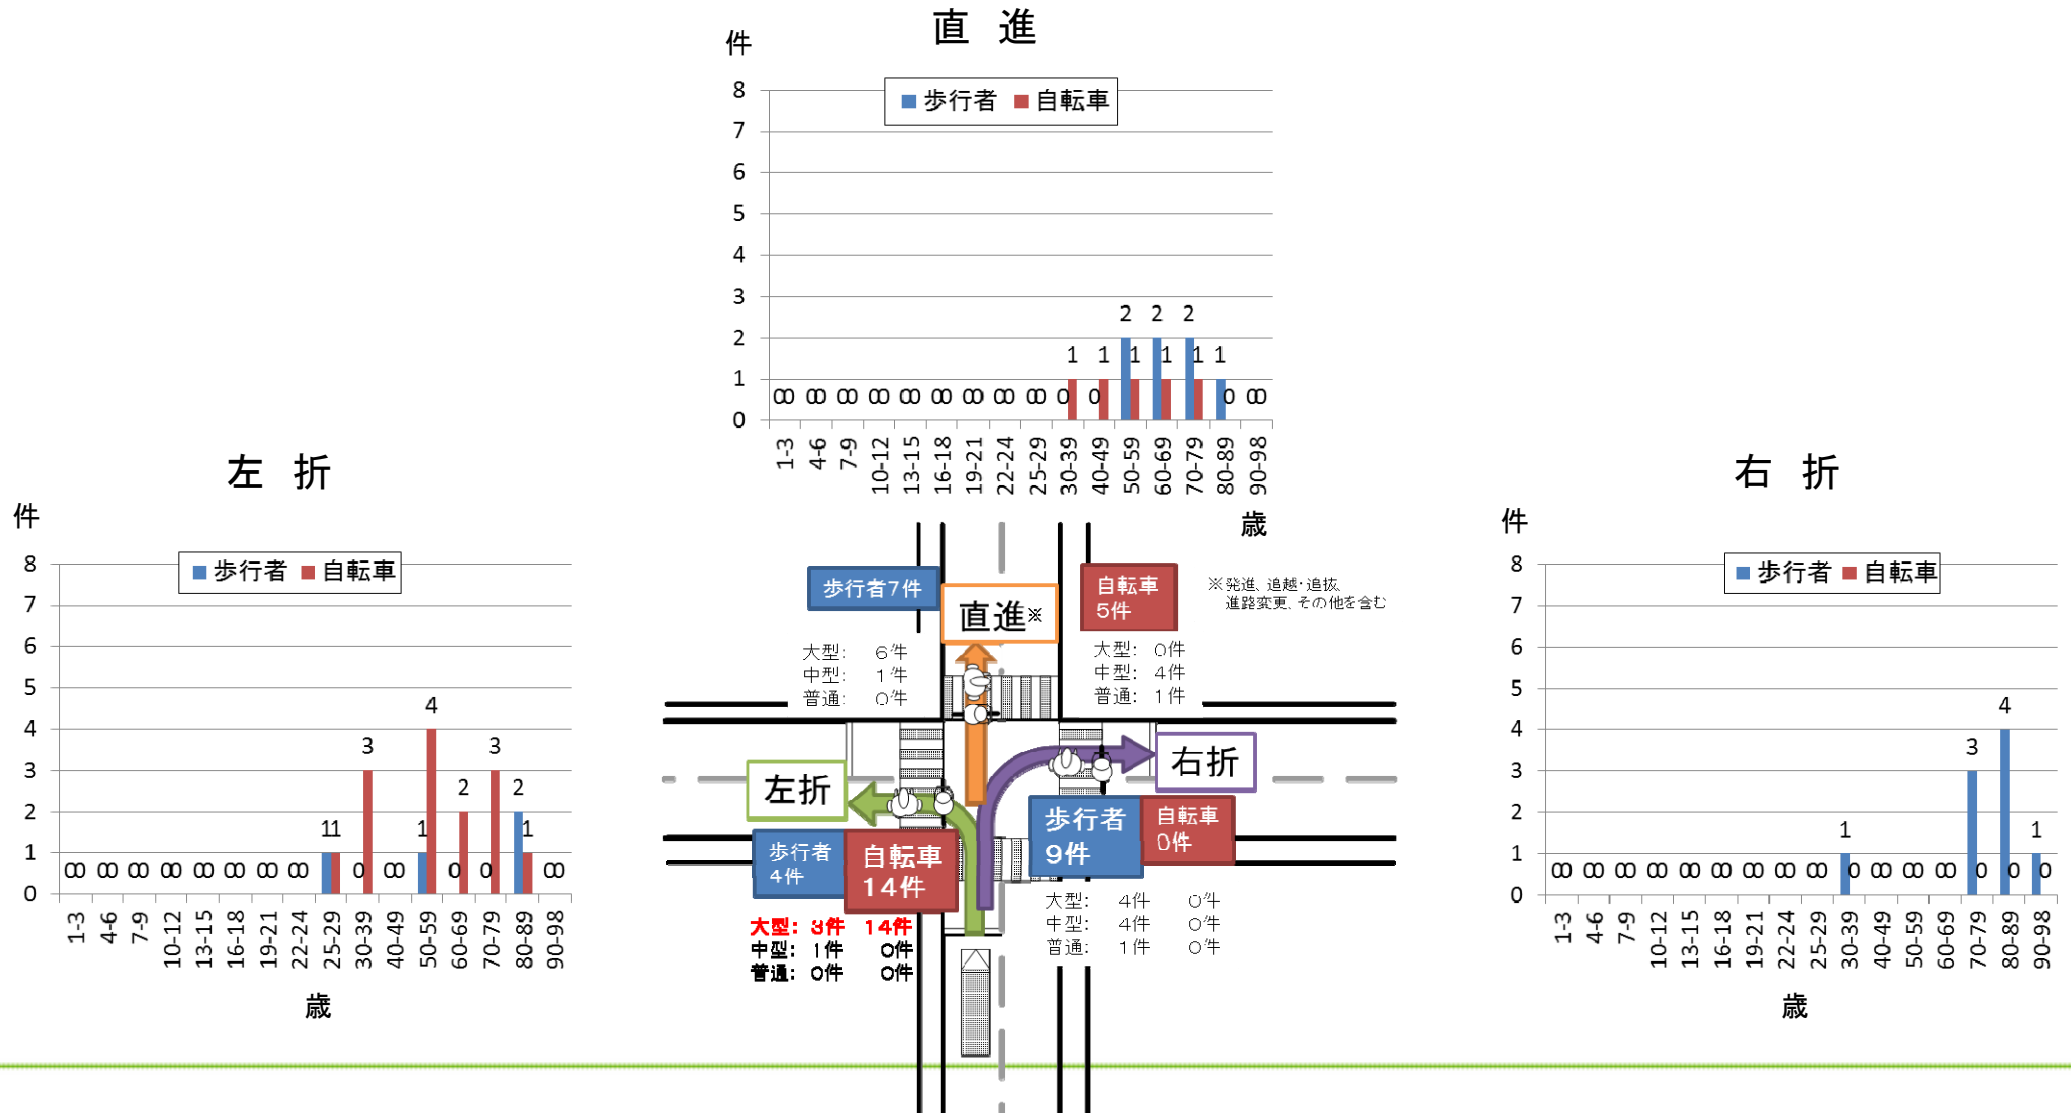 直 進
件
歩行者 自転車
8
7
6
5
4
3
2
1
0
2 2 2
1 1 1 1 1 1
00 00 00 00 00 00 00 00 00 0 0 0 00
1-3 4-6 7-9 10-12 13-15 16-18 19-21 22-24 25-29 30-39 40-49 50-59 60-69 70-79 80-89 90-98
歳
左 折
件
歩行者 自転車
8
7
6
5
4
3
2
1
0
4
3 3
2 2
11 1 1
00 00 00 00 00 00 00 00 0 00 0 0 00
1-3 4-6 7-9 10-12 13-15 16-18 19-21 22-24 25-29 30-39 40-49 50-59 60-69 70-79 80-89 90-98
歳
歩行者7件
直進※
自転車
5件
※発進、追越・追抜、
進路変更、その他を含む
大型: 6件
中型: 1件
普通: 0件
大型: 0件
中型: 4件
普通: 1件
左折
右折
歩行者
4件
自転車
14件
歩行者
9件
自転車
0件
大型: 3件 14件
中型: 1件 0件
普通: 0件 0件
大型: 4件 0件
中型: 4件 0件
普通: 1件 0件
右 折
件
歩行者 自転車
8
7
6
5
4
3
2
1
0
4
3
1 1
00 00 00 00 00 00 00 00 00 0 00 00 00 0 0 0
1-3 4-6 7-9 10-12 13-15 16-18 19-21 22-24 25-29 30-39 40-49 50-59 60-69 70-79 80-89 90-98
歳